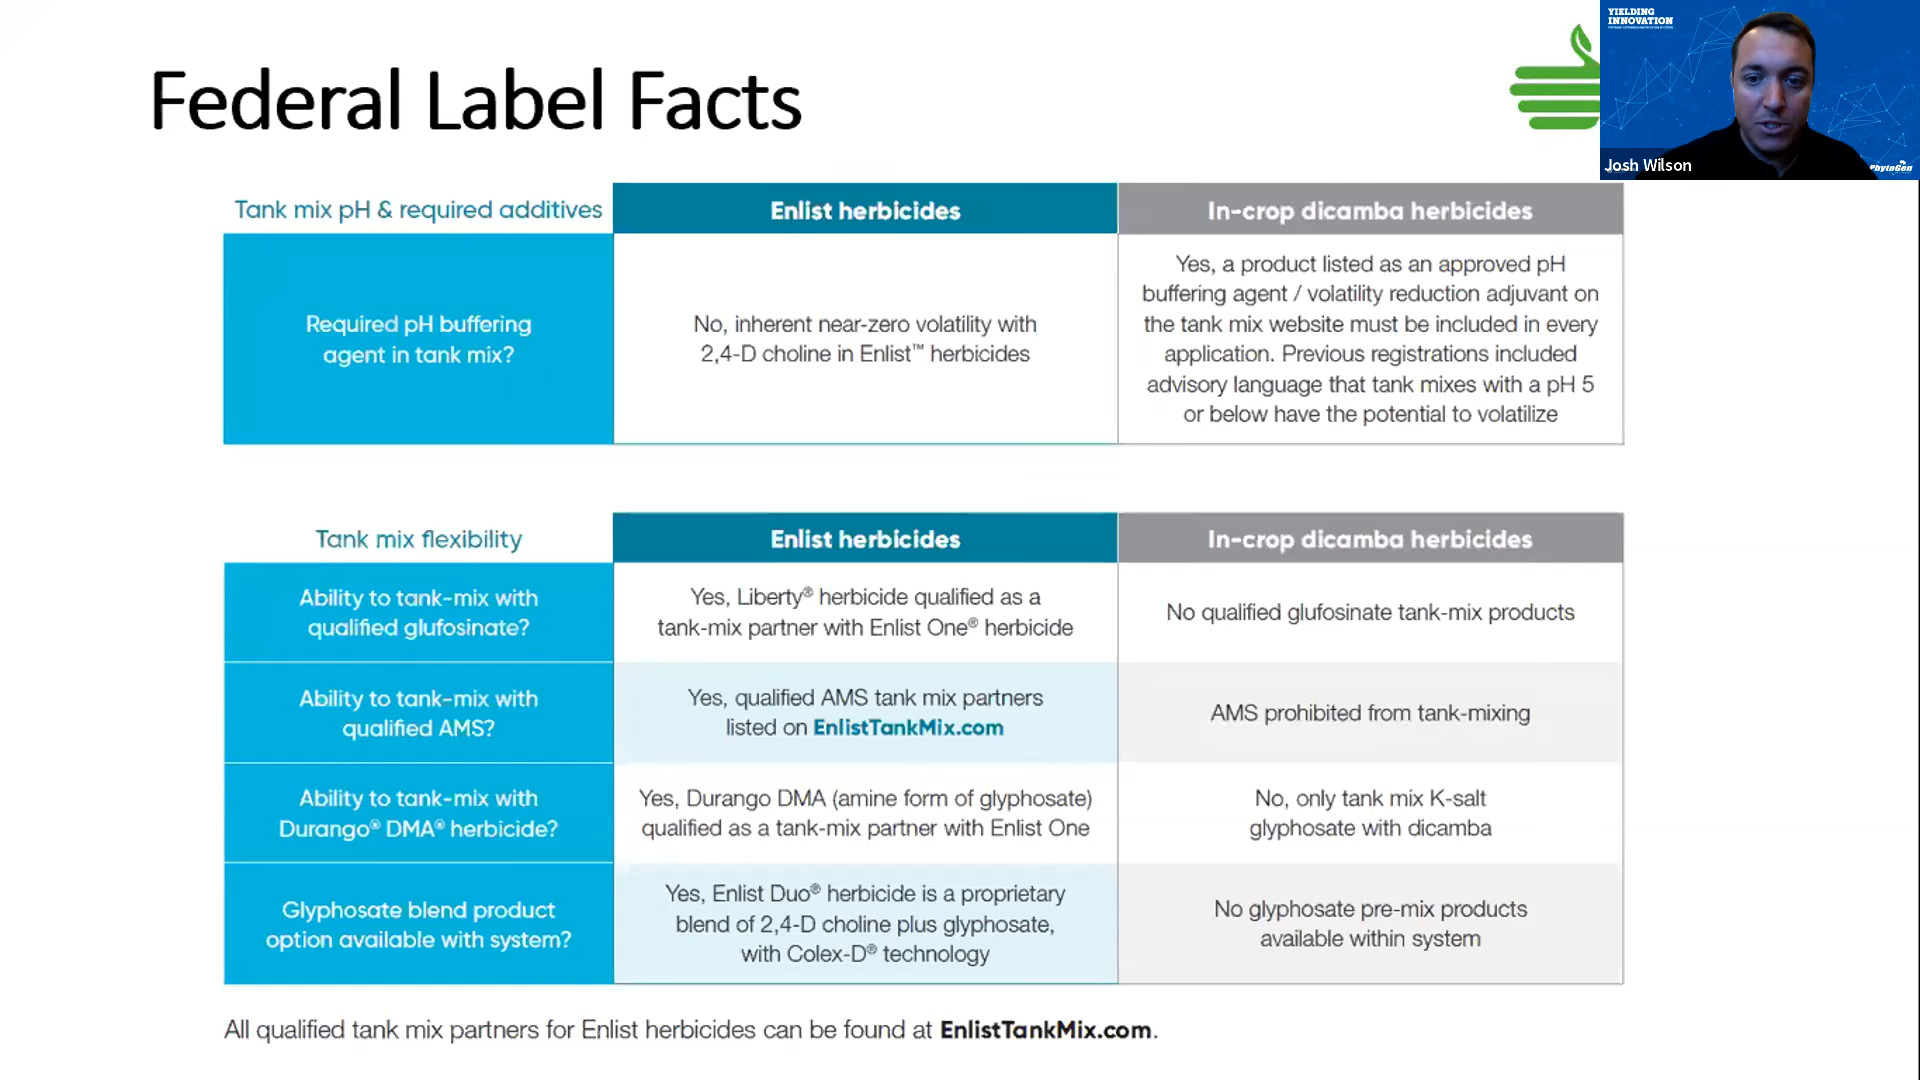 Federal Label Facts
YIELDING
INNOVATION
Josh Wilson
PhytoGen
Tank mix pH & required additives
Enlist herbicides
In-crop dicamba herbicides
Required pH buffering
agent in tank mix?
No, inherent near-zero volatility with
2,4-D choline in Enlist™ herbicides
Yes, a product listed as an approved pH
buffering agent / volatility reduction adjuvant on
the tank mix website must be included in every
application. Previous registrations included
advisory language that tank mixes with a pH 5
or below have the potential to volatilize
Tank mix flexibility
Enlist herbicides
In-crop dicamba herbicides
Ability to tank-mix with
qualified glufosinate?
Yes, Liberty® herbicide qualified as a
tank-mix partner with Enlist One® herbicide
No qualified glufosinate tank-mix products
Ability to tank-mix with
qualified AMS?
Yes, qualified AMS tank mix partners
listed on EnlistTankMix.com
AMS prohibited from tank-mixing
Ability to tank-mix with
Durango® DMA® herbicide?
Yes, Durango DMA (amine form of glyphosate)
qualified as a tank-mix partner with Enlist One
No, only tank mix K-salt
glyphosate with dicamba
Glyphosate blend product
option available with system?
Yes, Enlist Duo® herbicide is a proprietary
blend of 2,4-D choline plus glyphosate,
with Colex-D® technology
No glyphosate pre-mix products
available within system
All qualified tank mix partners for Enlist herbicides can be found at EnlistTankMix.com.